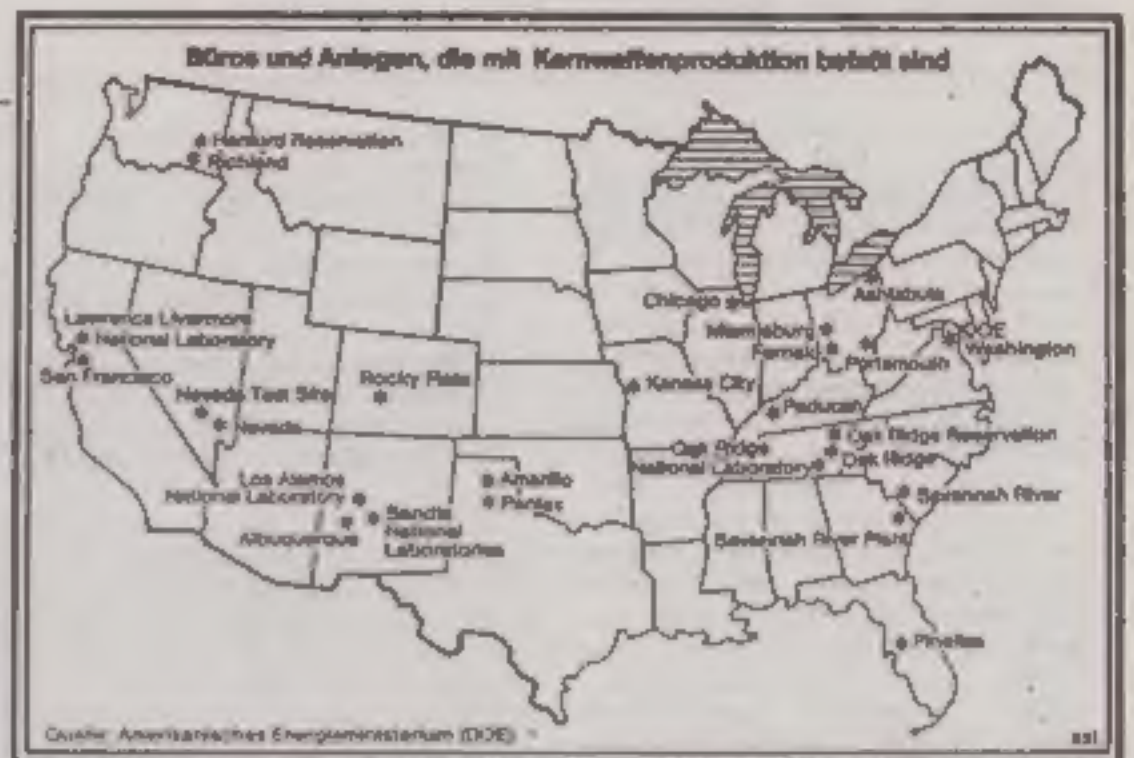 Büros und Anlagen, die mit Kernwaffenproduktion betraut sind
Hanford Reservation
Richland
Lawrence Livermore
National Laboratory
San Francisco
Nevada Test Site
Nevada
Rocky Flats
Los Alamos
National Laboratory
Albuquerque
Sandia
National
Laboratories
Amarillo
Pantex
Kansas City
Chicago
Miamisburg
Fernald
Ashtabula
Portsmouth
DOE
Washington
Paducah
Oak Ridge
National Laboratory
Oak Ridge Reservation
Oak Ridge
Savannah River
Savannah River Plant
Pinellas
Quelle: Amerikanisches Energieministerium (DOE)